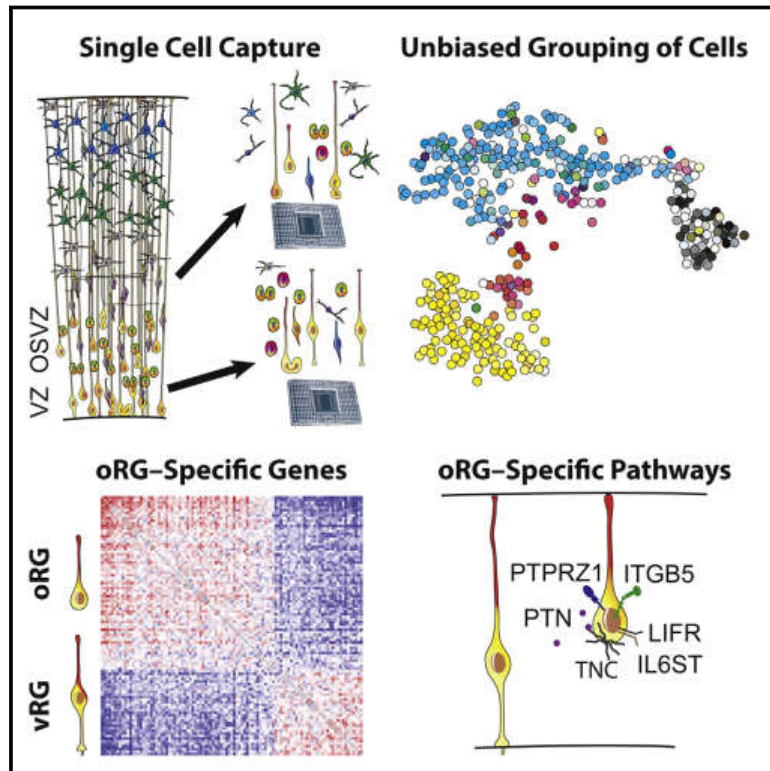 Single Cell Capture
Unbiased Grouping of Cells
VZ OSVZ
oRG–Specific Genes
oRG
vRG
oRG–Specific Pathways
PTPRZ1
ITGB5
PTN
LIFR
TNC
IL6ST